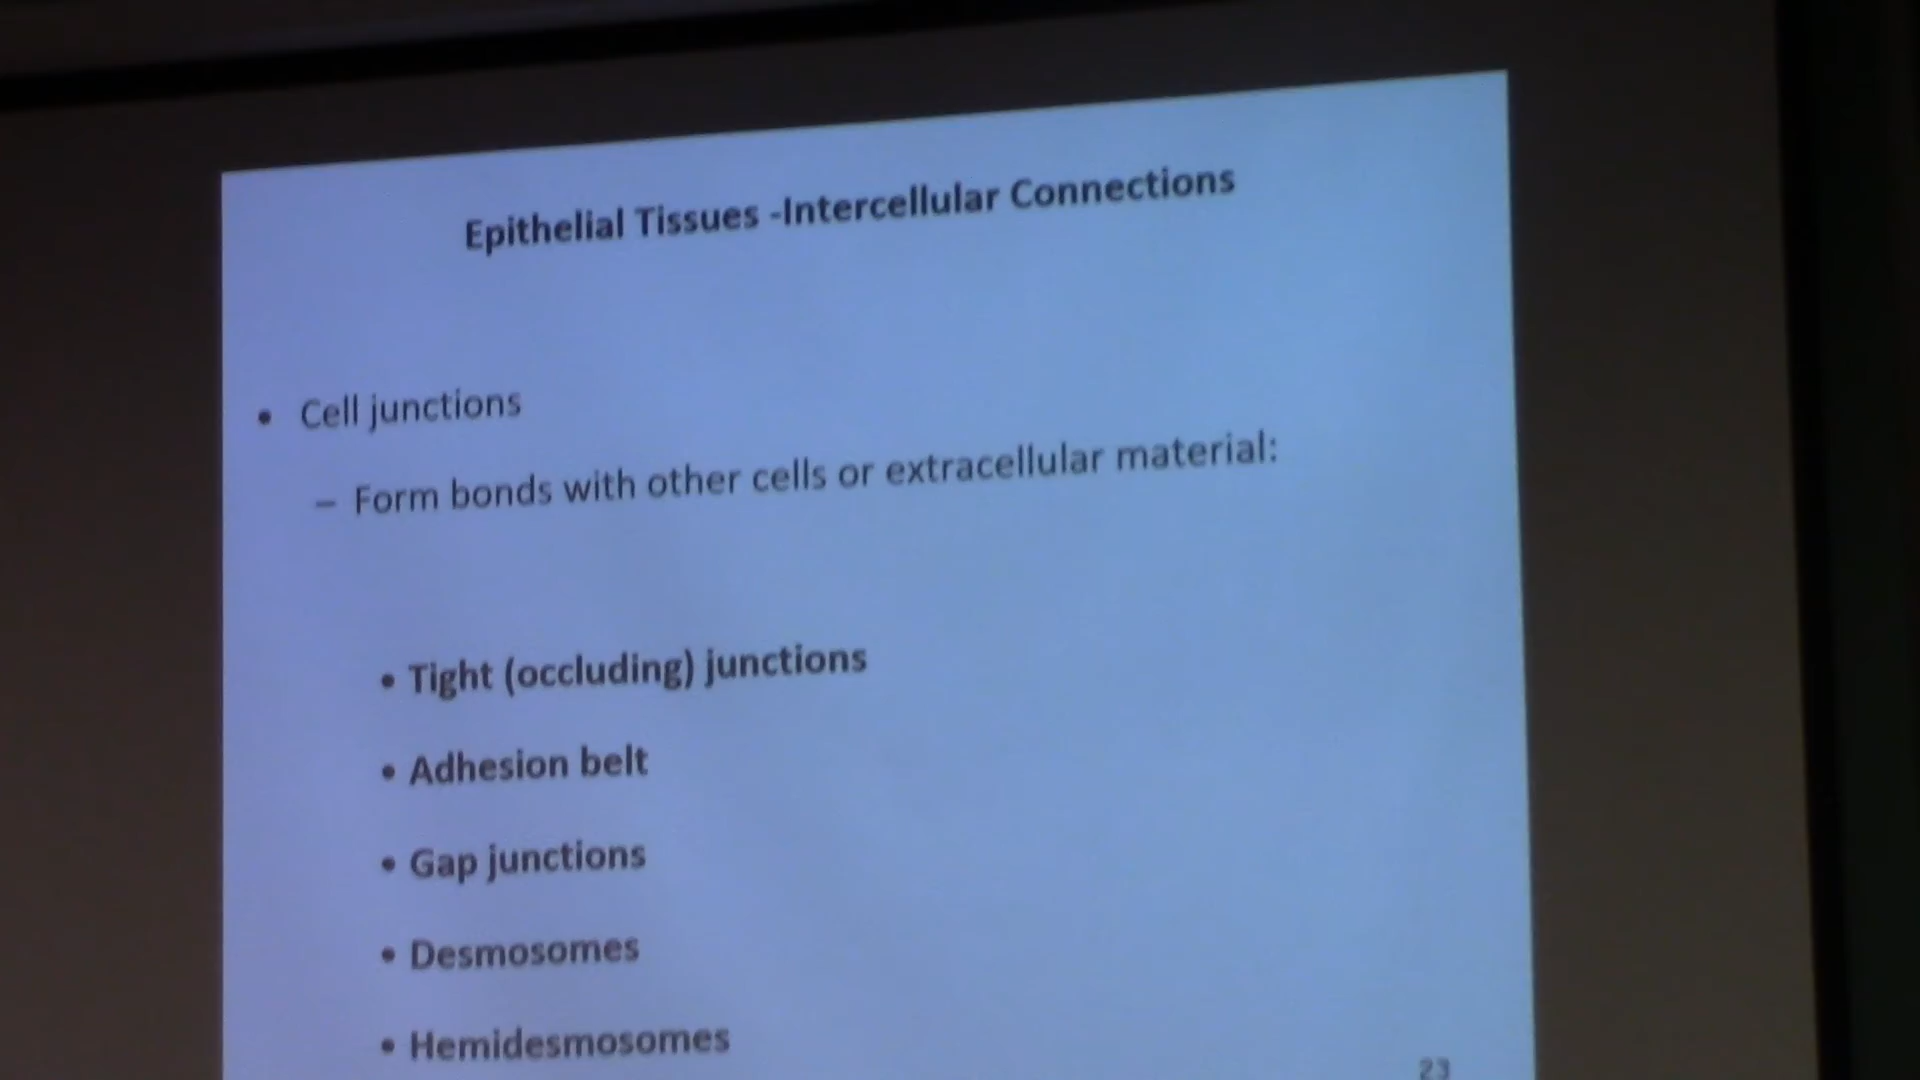 Epithelial Tissues -Intercellular Connections
• Cell junctions
– Form bonds with other cells or extracellular material:
• Tight (occluding) junctions
• Adhesion belt
• Gap junctions
• Desmosomes
• Hemidesmosomes
23